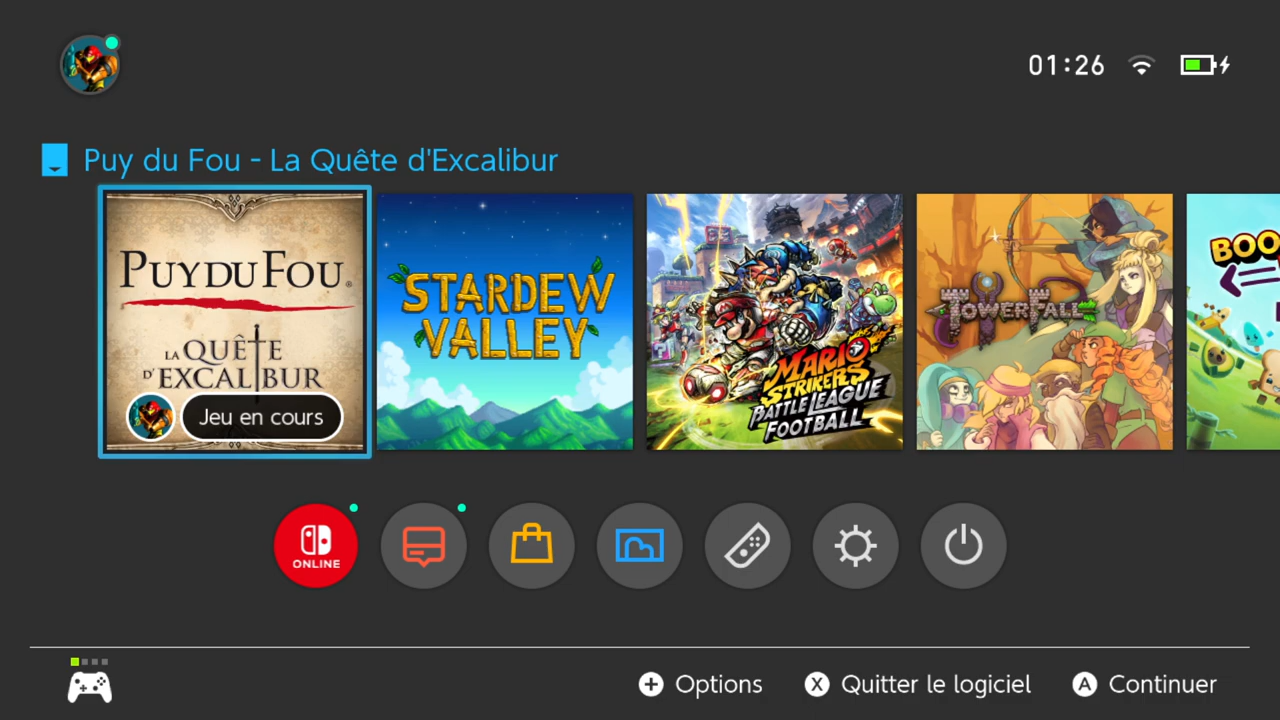 01:26
Puy du Fou - La Quête d'Excalibur
PUY DU FOU®
LA QUÊTE
D'EXCALIBUR
Jeu en cours
STARDEW
VALLEY
MARIO
STRIKERS
BATTLE LEAGUE
FOOTBALL
TOWERFALL
BOO
ONLINE
+ Options
X Quitter le logiciel
A Continuer